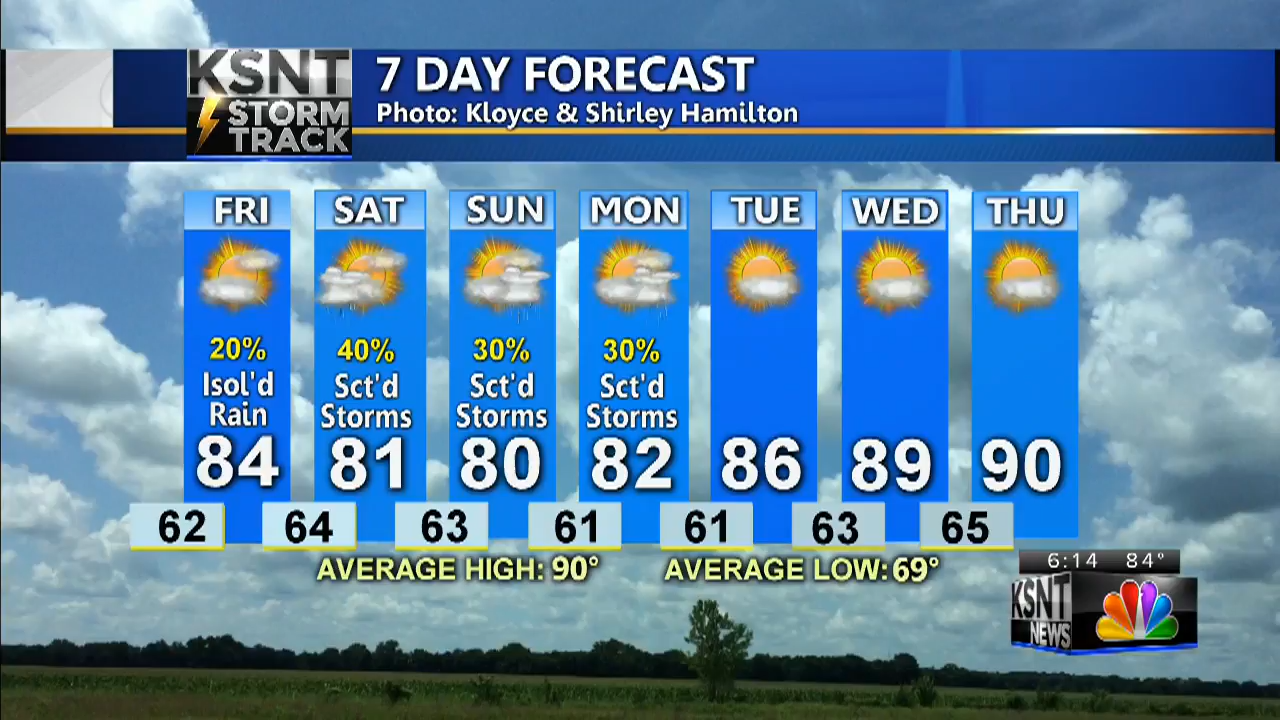 KSNT
STORM
TRACK
7 DAY FORECAST
Photo: Kloyce & Shirley Hamilton
FRI SAT SUN MON TUE WED THU
20% 40% 30% 30%
Isol'd Sct'd Sct'd Sct'd
Rain Storms Storms Storms
84 81 80 82 86 89 90
62 64 63 61 61 63 65
AVERAGE HIGH: 90° AVERAGE LOW: 69°
6:14 84°
KSNT
NEWS